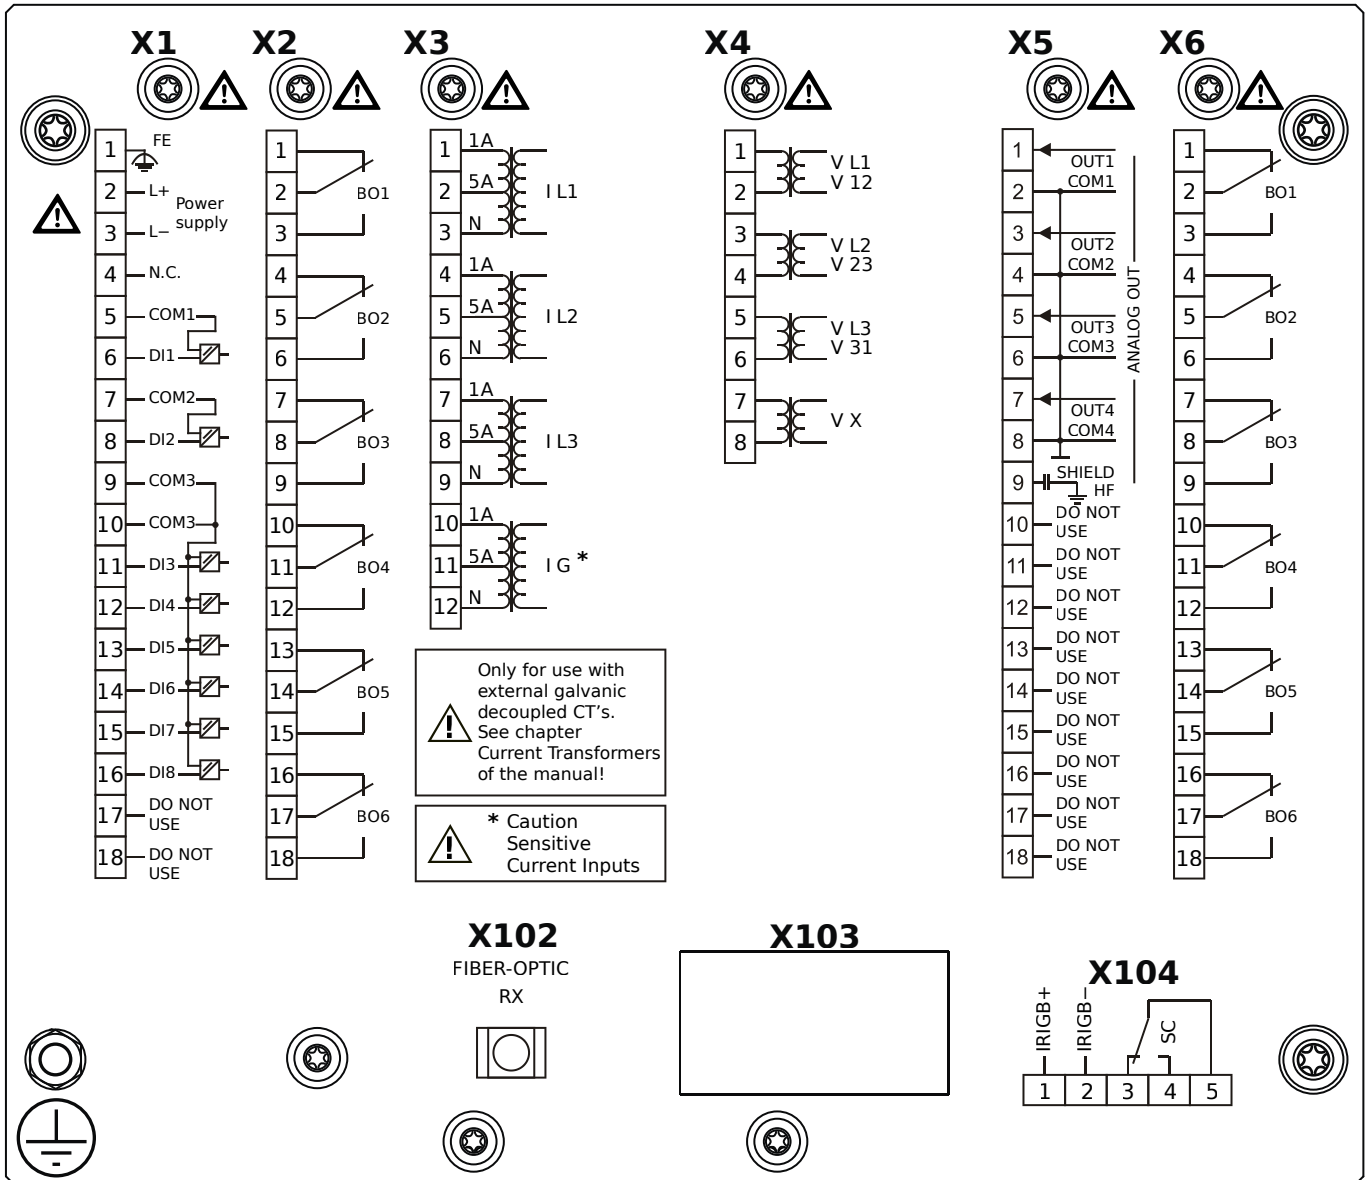 X1 X2 X3 X4 X5 X6
1 FE
2 L+
Power
supply
3 L−
4 N.C.
5 COM1
6 DI1
7 COM2
8 DI2
9 COM3
10 COM3
11 DI3
12 DI4
13 DI5
14 DI6
15 DI7
16 DI8
17 DO NOT
USE
18 DO NOT
USE
1
2 BO1
3
4
5 BO2
6
7
8 BO3
9
10
11 BO4
12
13
14 BO5
15
16
17 BO6
18
1 1A
2 5A I L1
3 N
4 1A
5 5A I L2
6 N
7 1A
8 5A I L3
9 N
10 1A
11 5A I G *
12 N
Only for use with
external galvanic
decoupled CT's.
See chapter
Current Transformers
of the manual!
* Caution
Sensitive
Current Inputs
1 V L1
2 V 12
3 V L2
4 V 23
5 V L3
6 V 31
7 V X
8
1 OUT1
2 COM1
3 OUT2
4 COM2
5 OUT3
6 COM3
7 OUT4
8 COM4
ANALOG OUT
9 SHIELD
HF
10 DO NOT
USE
11 DO NOT
USE
12 DO NOT
USE
13 DO NOT
USE
14 DO NOT
USE
15 DO NOT
USE
16 DO NOT
USE
17 DO NOT
USE
18 DO NOT
USE
1
2 BO1
3
4
5 BO2
6
7
8 BO3
9
10
11 BO4
12
13
14 BO5
15
16
17 BO6
18
X102
FIBER-OPTIC
RX
X103
X104
IRIGB+
IRIGB−
SC
1 2 3 4 5